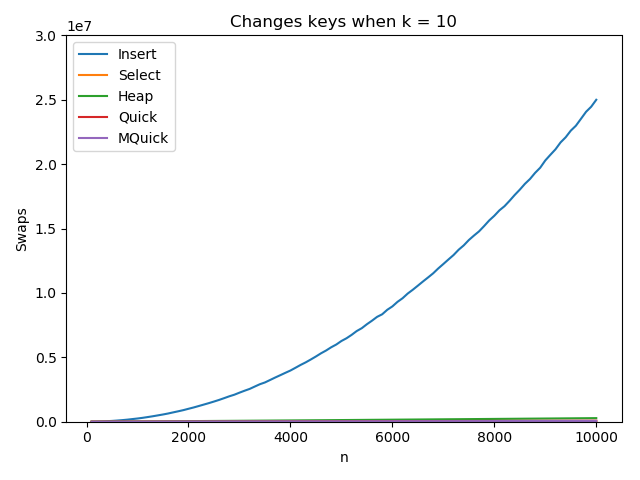 Changes keys when k = 10
1e7
3.0
2.5
2.0
1.5
1.0
0.5
0.0
Swaps
Insert
Select
Heap
Quick
MQuick
0 2000 4000 6000 8000 10000
n